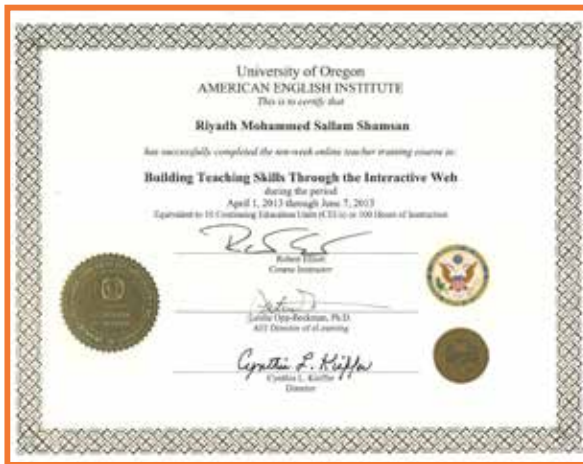 University of Oregon
AMERICAN ENGLISH INSTITUTE
This is to certify that
Riyadh Mohammed Sallam Shamsan
has successfully completed the ten-week online teacher training course in:
Building Teaching Skills Through the Interactive Web
during the period
April 1, 2013 through June 7, 2013
Equivalent to 10 Continuing Education Units (CEUs) or 100 Hours of Instruction
Robert Elliott
Course Instructor
Leslie Opp-Beckman, Ph.D.
AEI Director of eLearning
Cynthia L. Kieffer
Cynthia L. Kieffer
Director